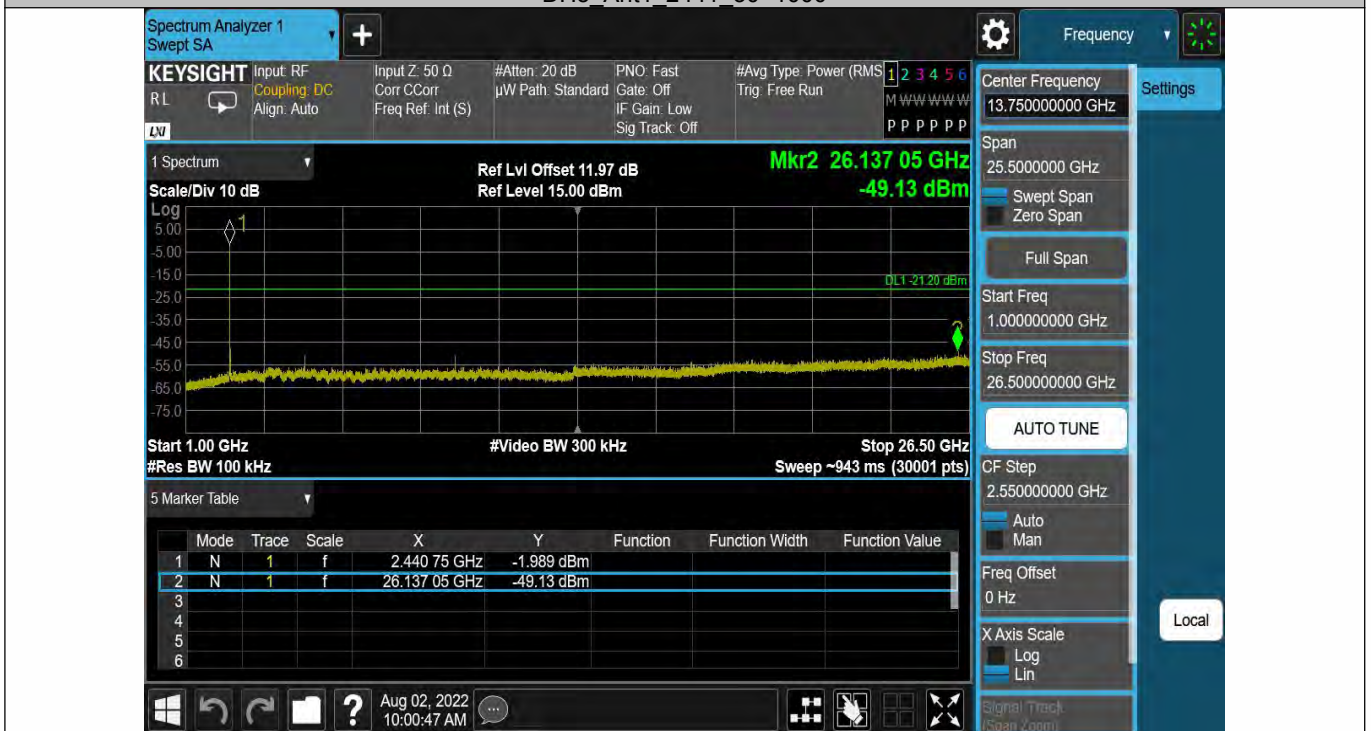 Spectrum Analyzer 1
Swept SA
Frequency
KEYSIGHT
RL
LXI
Input: RF
Coupling: DC
Align: Auto
Input Z: 50 Ω
Corr CCorr
Freq Ref: Int (S)
#Atten: 20 dB
µW Path: Standard
PNO: Fast
Gate: Off
IF Gain: Low
Sig Track: Off
#Avg Type: Power (RMS
Trig: Free Run
1 2 3 4 5 6
M W W W W W
P P P P P P
Settings
Center Frequency
13.750000000 GHz
Span
25.5000000 GHz
Swept Span
Zero Span
Full Span
Start Freq
1.000000000 GHz
Stop Freq
26.500000000 GHz
AUTO TUNE
CF Step
2.550000000 GHz
Auto
Man
Freq Offset
0 Hz
X Axis Scale
Log
Lin
Signal Track
(Span Zoom)
Local
1 Spectrum
Scale/Div 10 dB
Ref Lvl Offset 11.97 dB
Ref Level 15.00 dBm
Mkr2 26.137 05 GHz
-49.13 dBm
Log
5.00
-5.00
-15.0
-25.0
-35.0
-45.0
-55.0
-65.0
-75.0
1
DL1 -21.20 dBm
Start 1.00 GHz
#Video BW 300 kHz
Stop 26.50 GHz
#Res BW 100 kHz
Sweep ~943 ms (30001 pts)
5 Marker Table
Mode Trace Scale X Y Function Function Width Function Value
1 N 1 f 2.440 75 GHz -1.989 dBm
2 N 1 f 26.137 05 GHz -49.13 dBm
3
4
5
6
?
Aug 02, 2022
10:00:47 AM